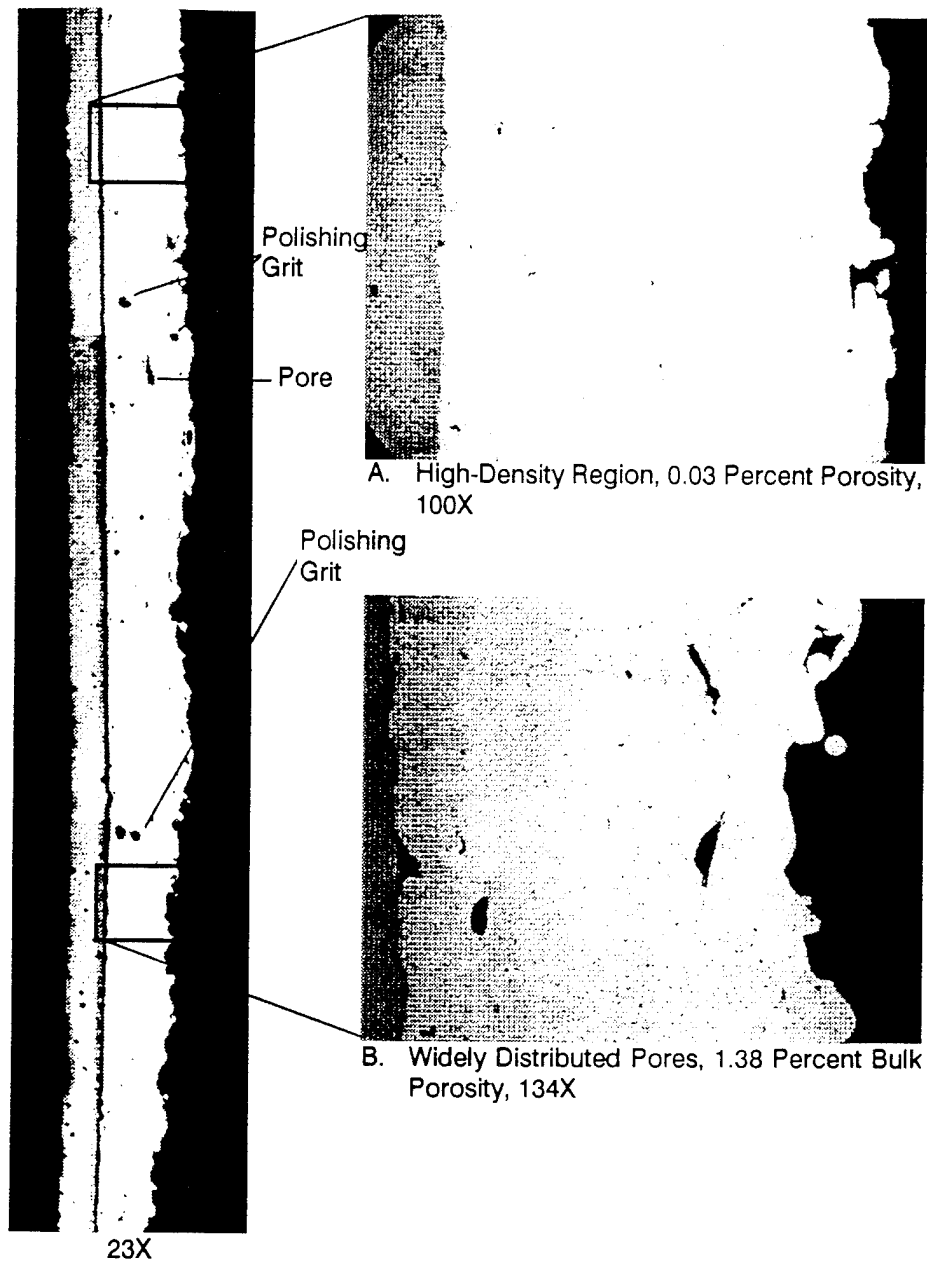 Polishing
Grit
Pore
A. High-Density Region, 0.03 Percent Porosity,
100X
Polishing
Grit
B. Widely Distributed Pores, 1.38 Percent Bulk
Porosity, 134X
23X